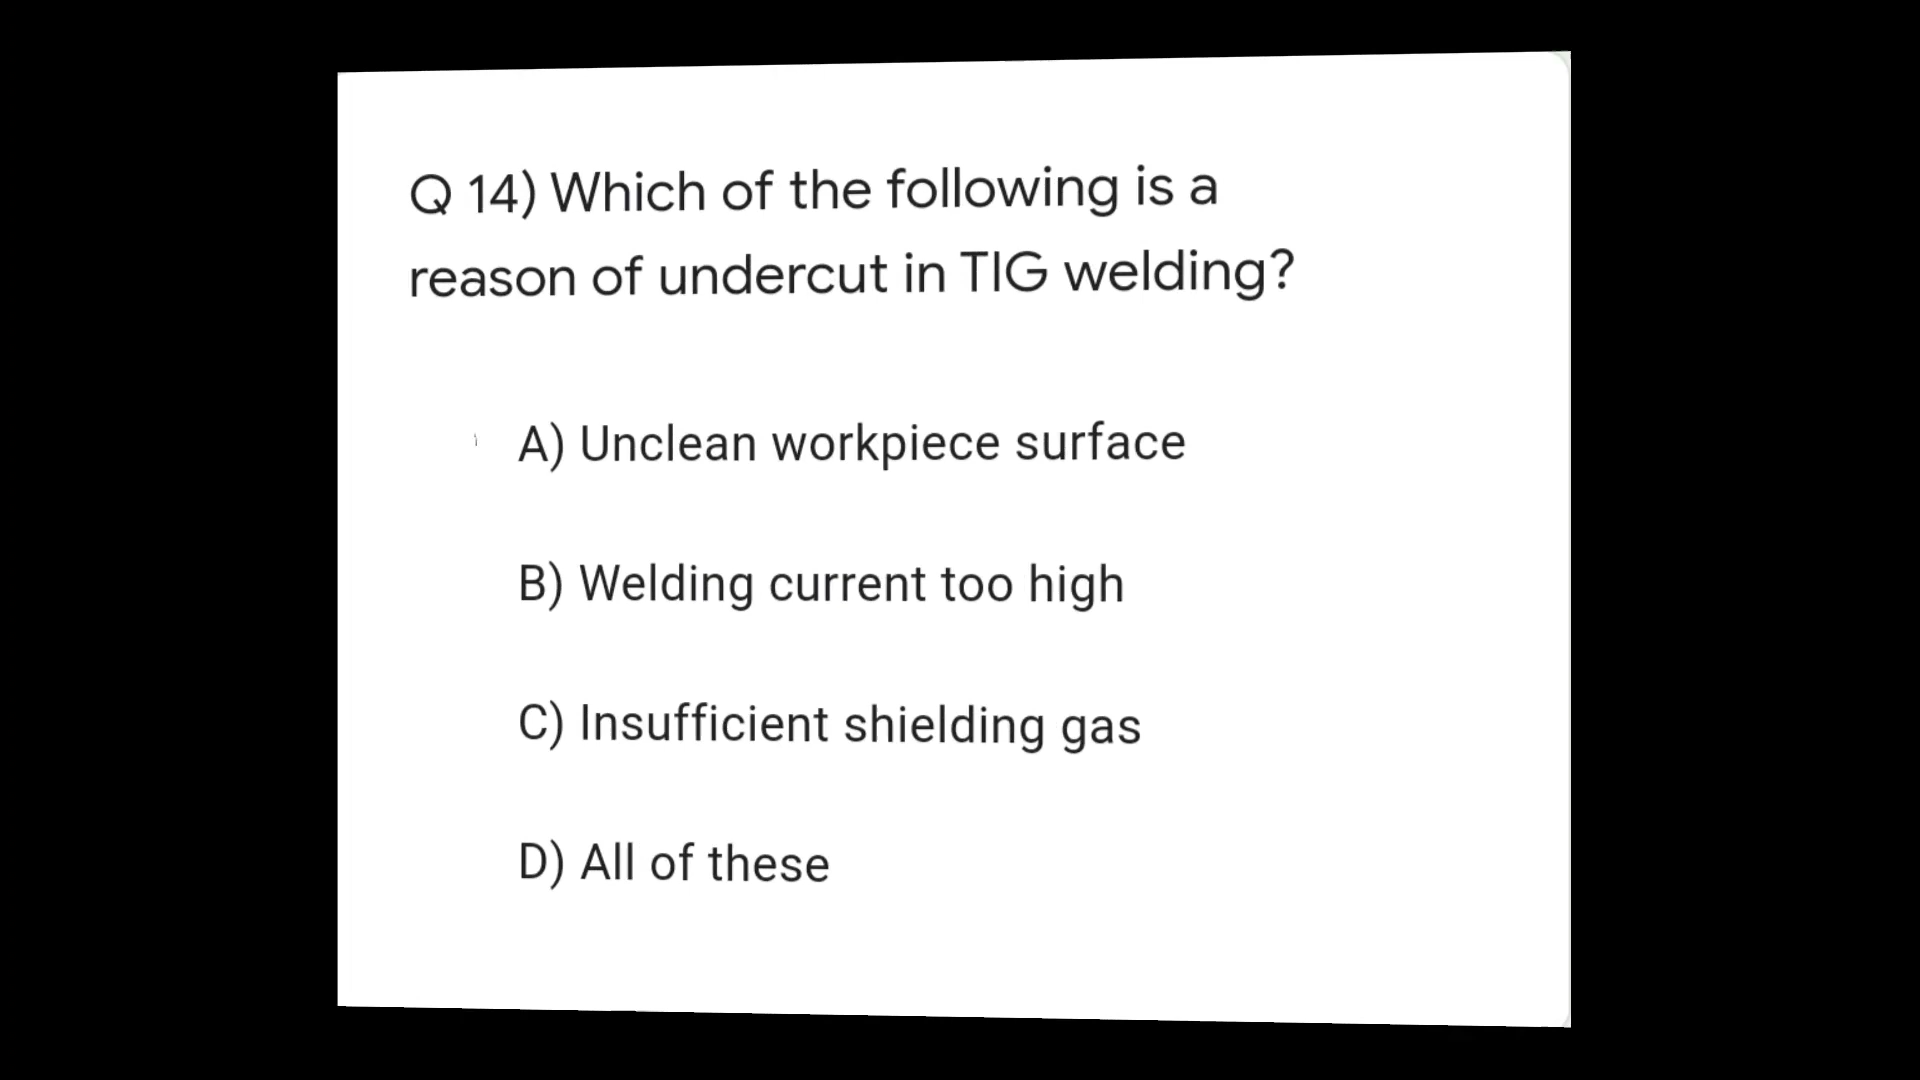 Q 14) Which of the following is a
reason of undercut in TIG welding?
A) Unclean workpiece surface
B) Welding current too high
C) Insufficient shielding gas
D) All of these